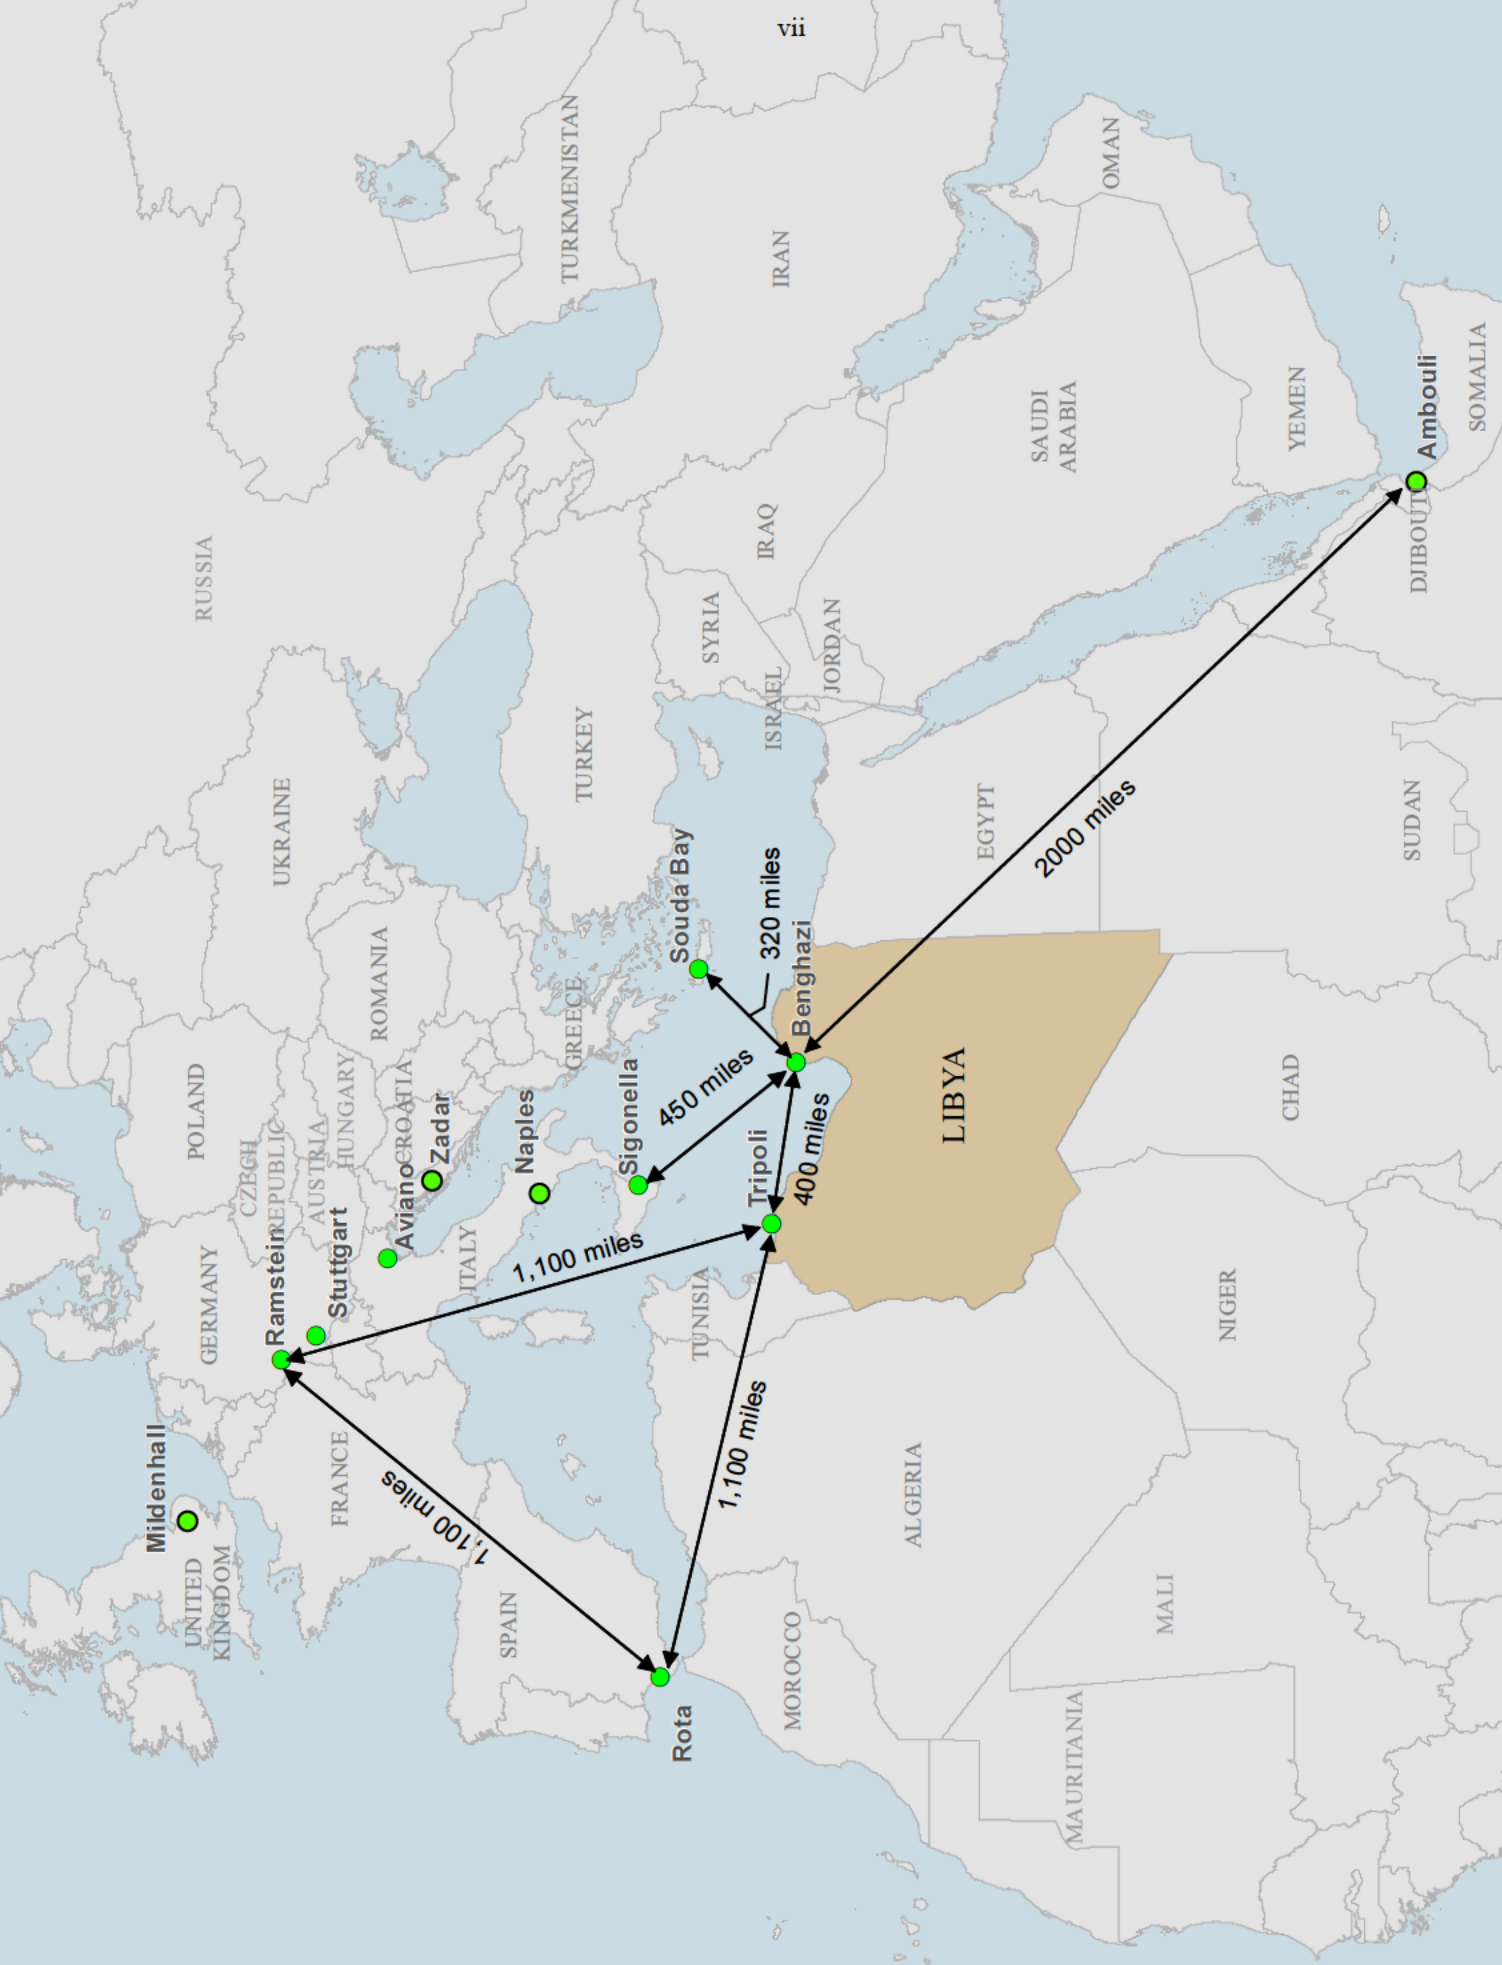 vii
RUSSIA
TURKMENISTAN
IRAN
OMAN
UKRAINE
TURKEY
SYRIA
IRAQ
JORDAN
ISRAEL
SAUDI
ARABIA
YEMEN
SOMALIA
Ambouli
DJIBOUTI
POLAND
ROMANIA
GREECE
Souda Bay
320 miles
EGYPT
2000 miles
SUDAN
CZECH
REPUBLIC
AUSTRIA
HUNGARY
CROATIA
Zadar
Aviano
Naples
Sigonella
450 miles
Benghazi
Tripoli
400 miles
LIBYA
CHAD
GERMANY
Ramstein
Stuttgart
ITALY
1,100 miles
TUNISIA
NIGER
Mildenhall
UNITED
KINGDOM
FRANCE
1,100 miles
SPAIN
1,100 miles
ALGERIA
MALI
Rota
MOROCCO
MAURITANIA